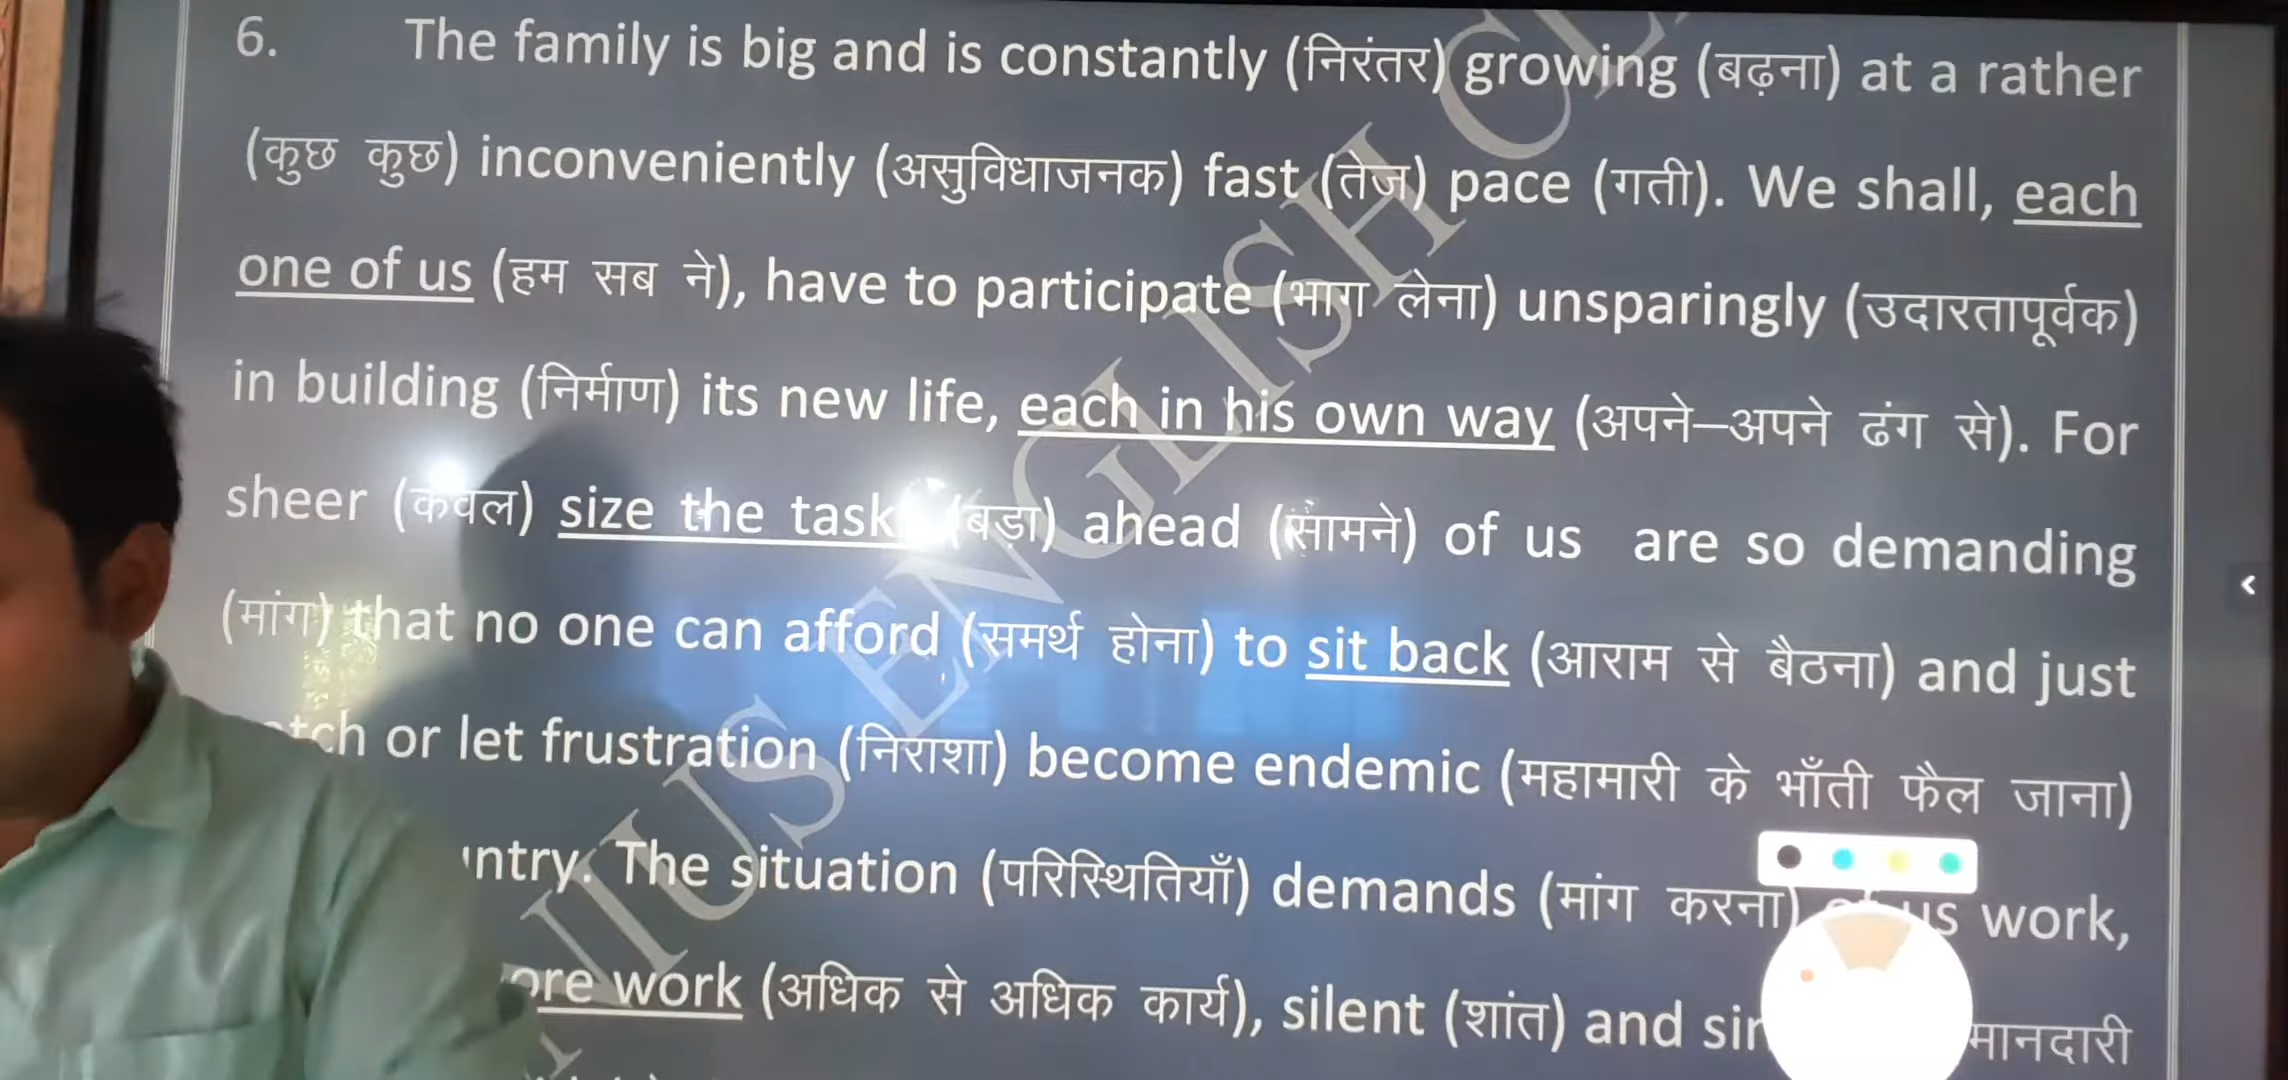 6. The family is big and is constantly (निरंतर) growing (बढ़ना) at a rather
(कुछ कुछ) inconveniently (असुविधाजनक) fast (तेज) pace (गती). We shall, each
one of us (हम सब ने), have to participate (भाग लेना) unsparingly (उदारतापूर्वक)
in building (निर्माण) its new life, each in his own way (अपने–अपने ढंग से). For
sheer (केवल) size the task (बड़ा) ahead (सामने) of us are so demanding
(मांग) that no one can afford (समर्थ होना) to sit back (आराम से बैठना) and just
or let frustration (निराशा) become endemic (महामारी के भाँती फैल जाना)
The situation (परिस्थितियाँ) demands (मांग करना) us work,
work (अधिक से अधिक कार्य), silent (शांत) and
ENGLISH